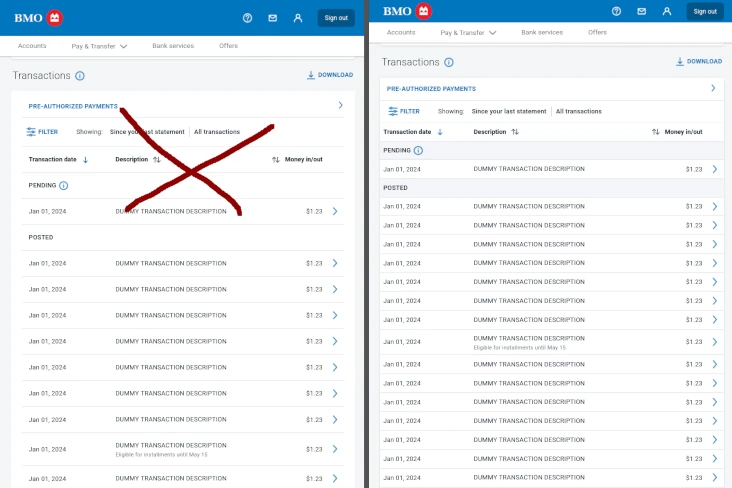 BMO Sign out
Accounts Pay & Transfer Bank services Offers
Transactions DOWNLOAD
PRE-AUTHORIZED PAYMENTS
FILTER Showing: Since your last statement All transactions
Transaction date Description Money in/out
PENDING
Jan 01, 2024 DUMMY TRANSACTION DESCRIPTION $1.23
POSTED
Jan 01, 2024 DUMMY TRANSACTION DESCRIPTION $1.23
Jan 01, 2024 DUMMY TRANSACTION DESCRIPTION $1.23
Jan 01, 2024 DUMMY TRANSACTION DESCRIPTION $1.23
Jan 01, 2024 DUMMY TRANSACTION DESCRIPTION $1.23
Jan 01, 2024 DUMMY TRANSACTION DESCRIPTION $1.23
Jan 01, 2024 DUMMY TRANSACTION DESCRIPTION $1.23
Jan 01, 2024 DUMMY TRANSACTION DESCRIPTION $1.23
Jan 01, 2024 DUMMY TRANSACTION DESCRIPTION $1.23
Eligible for installments until May 15
Jan 01, 2024 DUMMY TRANSACTION DESCRIPTION $1.23
BMO Sign out
Accounts Pay & Transfer Bank services Offers
Transactions DOWNLOAD
PRE-AUTHORIZED PAYMENTS
FILTER Showing: Since your last statement All transactions
Transaction date Description Money in/out
PENDING
Jan 01, 2024 DUMMY TRANSACTION DESCRIPTION $1.23
POSTED
Jan 01, 2024 DUMMY TRANSACTION DESCRIPTION $1.23
Jan 01, 2024 DUMMY TRANSACTION DESCRIPTION $1.23
Jan 01, 2024 DUMMY TRANSACTION DESCRIPTION $1.23
Jan 01, 2024 DUMMY TRANSACTION DESCRIPTION $1.23
Jan 01, 2024 DUMMY TRANSACTION DESCRIPTION $1.23
Jan 01, 2024 DUMMY TRANSACTION DESCRIPTION $1.23
Jan 01, 2024 DUMMY TRANSACTION DESCRIPTION $1.23
Jan 01, 2024 DUMMY TRANSACTION DESCRIPTION $1.23
Eligible for installments until May 15
Jan 01, 2024 DUMMY TRANSACTION DESCRIPTION $1.23
Jan 01, 2024 DUMMY TRANSACTION DESCRIPTION $1.23
Jan 01, 2024 DUMMY TRANSACTION DESCRIPTION $1.23
Jan 01, 2024 DUMMY TRANSACTION DESCRIPTION $1.23
Jan 01, 2024 DUMMY TRANSACTION DESCRIPTION $1.23
Jan 01, 2024 DUMMY TRANSACTION DESCRIPTION $1.23
Jan 01, 2024 DUMMY TRANSACTION DESCRIPTION $1.23